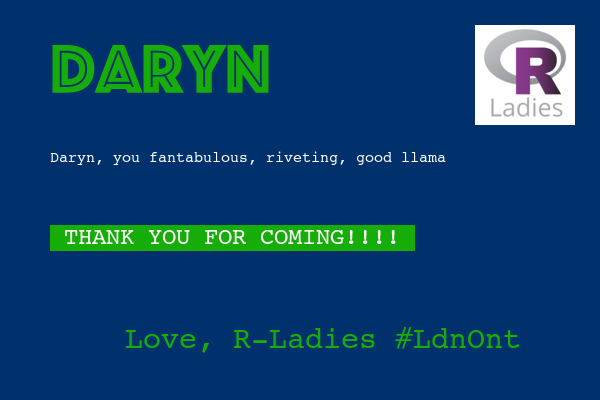 DARYN
R
Ladies
Daryn, you fantabulous, riveting, good llama
THANK YOU FOR COMING!!!!
Love, R-Ladies #LdnOnt